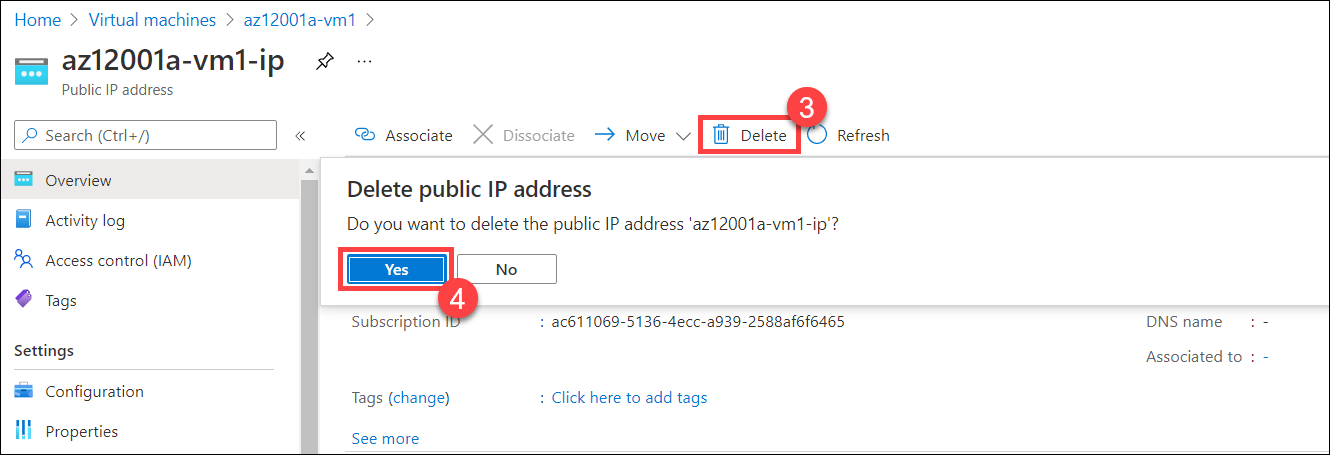 Home > Virtual machines > az12001a-vm1 >
az12001a-vm1-ip ...
Public IP address
Search (Ctrl+/) «
Associate Dissociate Move Delete Refresh
3
Overview
Activity log
Access control (IAM)
Tags
Settings
Configuration
Properties
Delete public IP address
Do you want to delete the public IP address 'az12001a-vm1-ip'?
Yes No
4
Subscription ID : ac611069-5136-4ecc-a939-2588af6f6465
DNS name : -
Associated to : -
Tags (change) : Click here to add tags
See more